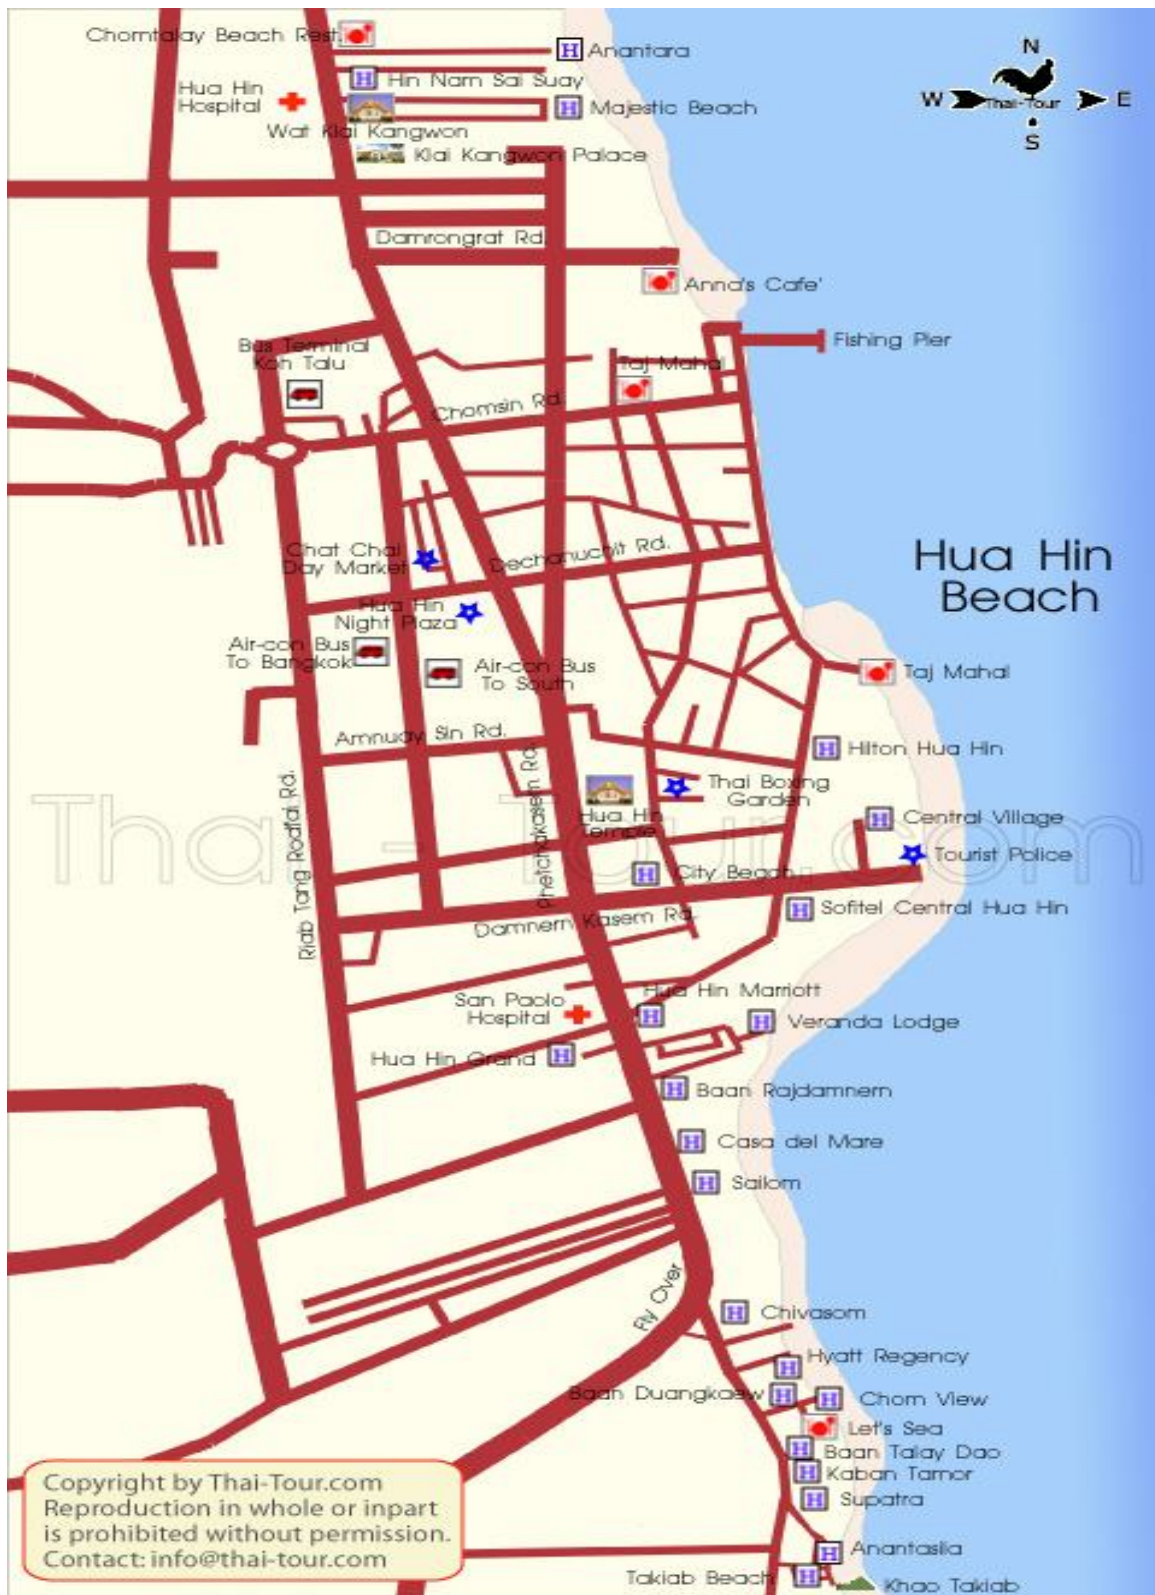 Chomtalay Beach Rest.
Anantara
N
Hin Nam Sai Suay
Hua Hin
Hospital
Majestic Beach
W
Thai-Tour
E
S
Wat Klai Kangwon
Klai Kangwon Palace
Damrongrat Rd.
Anna's Cafe'
Fishing Pier
Bus Terminal
Koh Talu
Taj Mahal
Chomsin Rd.
Hua Hin
Beach
Dechanuchit Rd.
Chat Chai
Day Market
Hua Hin
Night Plaza
Air-con Bus
To Bangkok
Air-con Bus
To South
Taj Mahal
Amnuay Sin Rd.
Hilton Hua Hin
Phetchakasem Rd.
Riab Tang Rodfai Rd.
Thai Boxing
Garden
Hua Hin
Temple
Central Village
Thai-Tour.com
Tourist Police
City Beach
Sofitel Central Hua Hin
Damnern Kasem Rd.
Hua Hin Marriott
San Paolo
Hospital
Veranda Lodge
Hua Hin Grand
Baan Rajdamnern
Casa del Mare
Sailom
Fly Over
Chivasom
Hyatt Regency
Baan Duangkaew
Chom View
Let's Sea
Baan Talay Dao
Kaban Tamor
Supatra
Anantasila
Takiab Beach
Khao Takiab
Copyright by Thai-Tour.com
Reproduction in whole or inpart
is prohibited without permission.
Contact: info@thai-tour.com